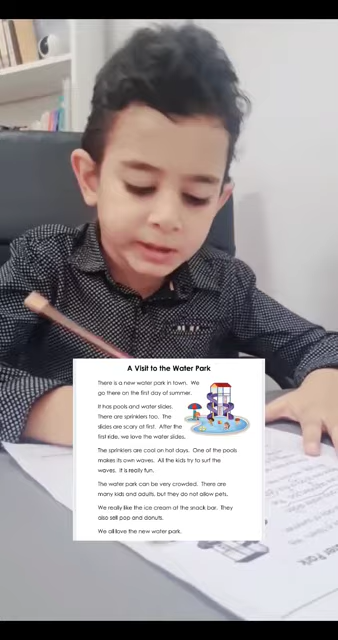 A Visit to the Water Park
There is a new water park in town. We
go there on the first day of summer.
It has pools and water slides.
There are sprinklers too. The
slides are scary at first. After the
first ride, we love the water slides.
The sprinklers are cool on hot days. One of the pools
makes its own waves. All the kids try to surf the
waves. It is really fun.
The water park can be very crowded. There are
many kids and adults, but they do not allow pets.
We really like the ice cream at the snack bar. They
also sell pop and donuts.
We all love the new water park.